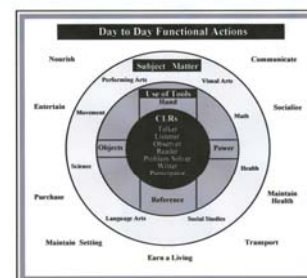 Day to Day Functional Actions
Nourish
Communicate
Subject Matter
Performing Arts
Visual Arts
Use of Tools
Hand
Entertain
Movement
Math
Socialize
CLRs
Talker
Listener
Observer
Reader
Problem Solver
Writer
Participator
Objects
Power
Science
Health
Purchase
Maintain
Health
Reference
Language Arts
Social Studies
Maintain Setting
Transport
Earn a Living